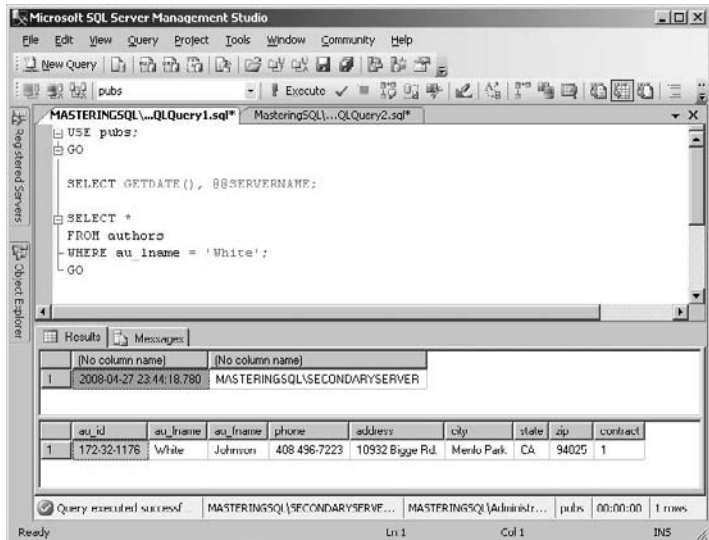 Microsoft SQL Server Management Studio
File Edit View Query Project Tools Window Community Help
New Query
pubs Execute
MASTERINGSQL\...QLQuery1.sql* MasteringSQL\...QLQuery2.sql*
Registered Servers
Object Explorer
USE pubs;
GO
SELECT GETDATE(), @@SERVERNAME;
SELECT *
FROM authors
WHERE au_lname = 'White';
GO
Results Messages
(No column name) (No column name)
1 2008-04-27 23:44:18.780 MASTERINGSQL\SECONDARYSERVER
au_id au_lname au_fname phone address city state zip contract
1 172-32-1176 White Johnson 408 496-7223 10932 Bigge Rd. Menlo Park CA 94025 1
Query executed successf... MASTERINGSQL\SECONDARYSERVE... MASTERINGSQL\Administr... pubs 00:00:00 1 rows
Ready Ln 1 Col 1 INS